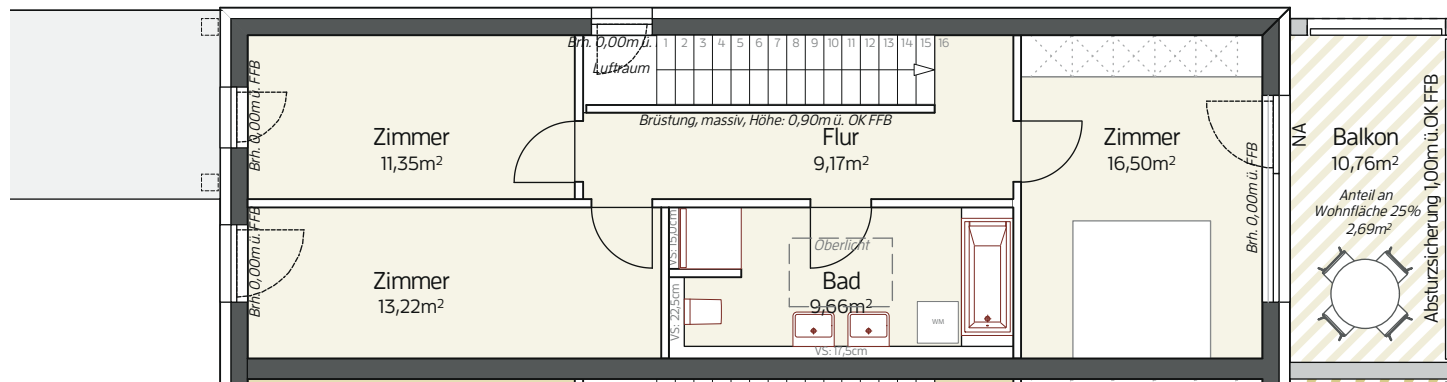 Brh. 0,00m ü.
1 2 3 4 5 6 7 8 9 10 11 12 13 14 15 16
Luftraum
Brüstung, massiv, Höhe: 0,90m ü. OK FFB
Brh. 0,00m ü. FFB
Zimmer
11,35m²
Flur
9,17m²
Zimmer
16,50m²
NA
Balkon
10,76m²
Anteil an
Wohnfläche 25%
2,69m²
Absturzsicherung 1,00m ü.OK FFB
Brh. 0,00m ü. FFB
Brh. 0,00m ü. FFB
Zimmer
13,22m²
VS: 15,0cm
Oberlicht
Bad
9,66m²
VS: 22,5cm
WM
VS: 17,5cm